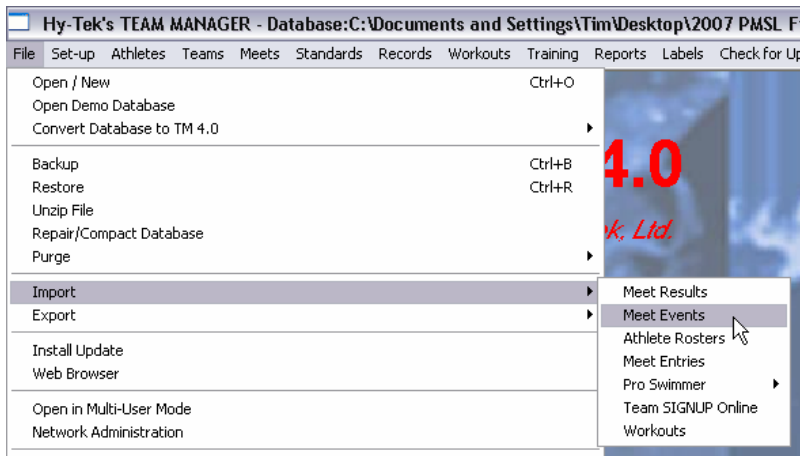 Hy-Tek's TEAM MANAGER - Database:C:\Documents and Settings\Tim\Desktop\2007 PMSL
File Set-up Athletes Teams Meets Standards Records Workouts Training Reports Labels Check for
Open / New Ctrl+O
Open Demo Database
Convert Database to TM 4.0
Backup Ctrl+B
Restore Ctrl+R
Unzip File
Repair/Compact Database
Purge
Import
Export
Install Update
Web Browser
Open in Multi-User Mode
Network Administration
4.0
Ltd.
Meet Results
Meet Events
Athlete Rosters
Meet Entries
Pro Swimmer
Team SIGNUP Online
Workouts